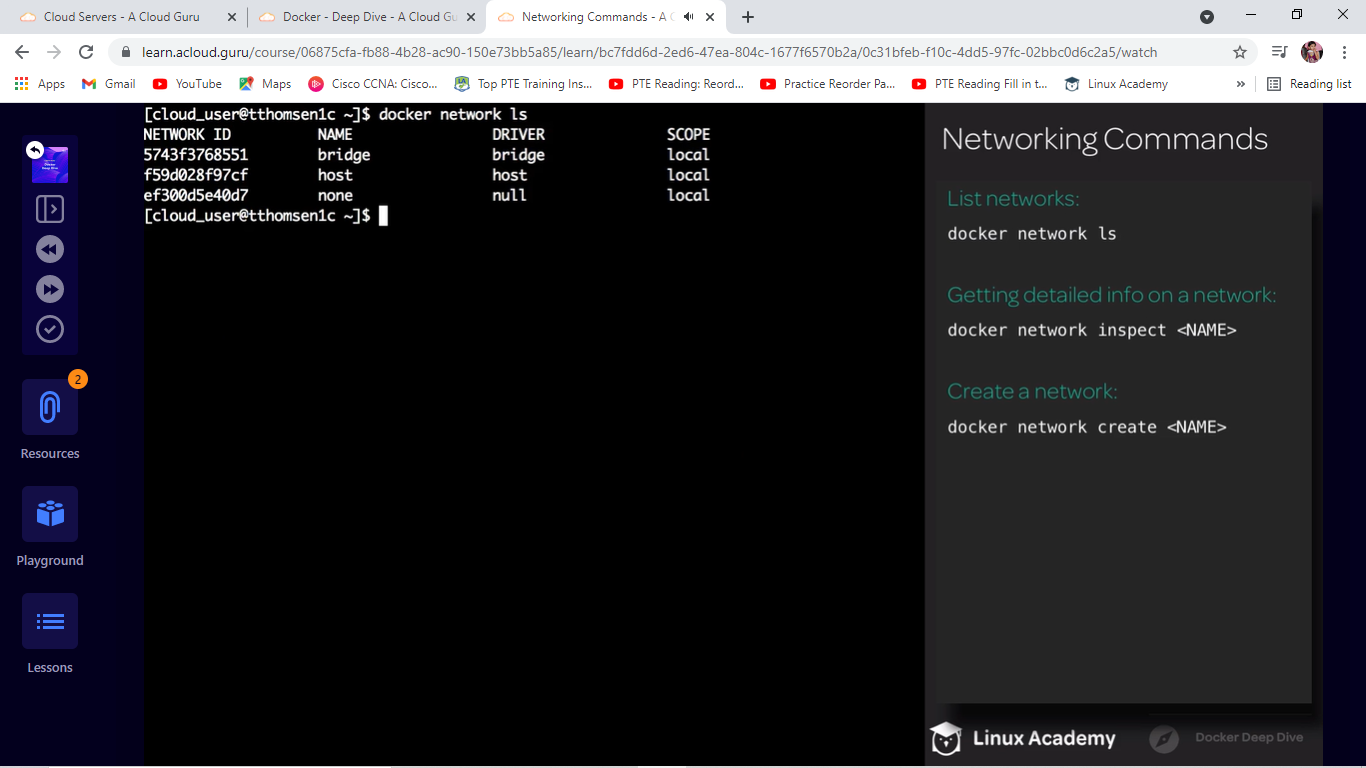 Cloud Servers - A Cloud Guru
Docker - Deep Dive - A Cloud Gu
Networking Commands - A C
learn.acloud.guru/course/06875cfa-fb88-4b28-ac90-150e73bb5a85/learn/bc7fdd6d-2ed6-47ea-804c-1677f6570b2a/0c31bfeb-f10c-4dd5-97fc-02bbc0d6c2a5/watch
Apps
Gmail
YouTube
Maps
Cisco CCNA: Cisco...
Top PTE Training Ins...
PTE Reading: Reord...
Practice Reorder Pa...
PTE Reading Fill in t...
Linux Academy
»
Reading list
[cloud_user@tthomsen1c ~]$ docker network ls
NETWORK ID NAME DRIVER SCOPE
5743f3768551 bridge bridge local
f59d028f97cf host host local
ef300d5e40d7 none null local
[cloud_user@tthomsen1c ~]$
2
Resources
Playground
Lessons
Networking Commands
List networks:
docker network ls
Getting detailed info on a network:
docker network inspect <NAME>
Create a network:
docker network create <NAME>
Linux Academy
Docker Deep Dive